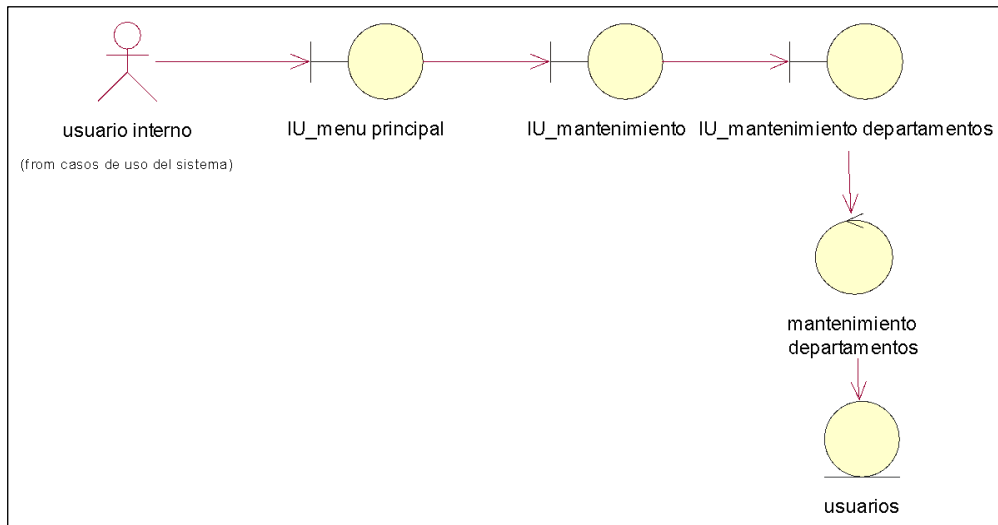 usuario interno
(from casos de uso del sistema)
IU_menu principal
IU_mantenimiento
IU_mantenimiento departamentos
mantenimiento
departamentos
usuarios